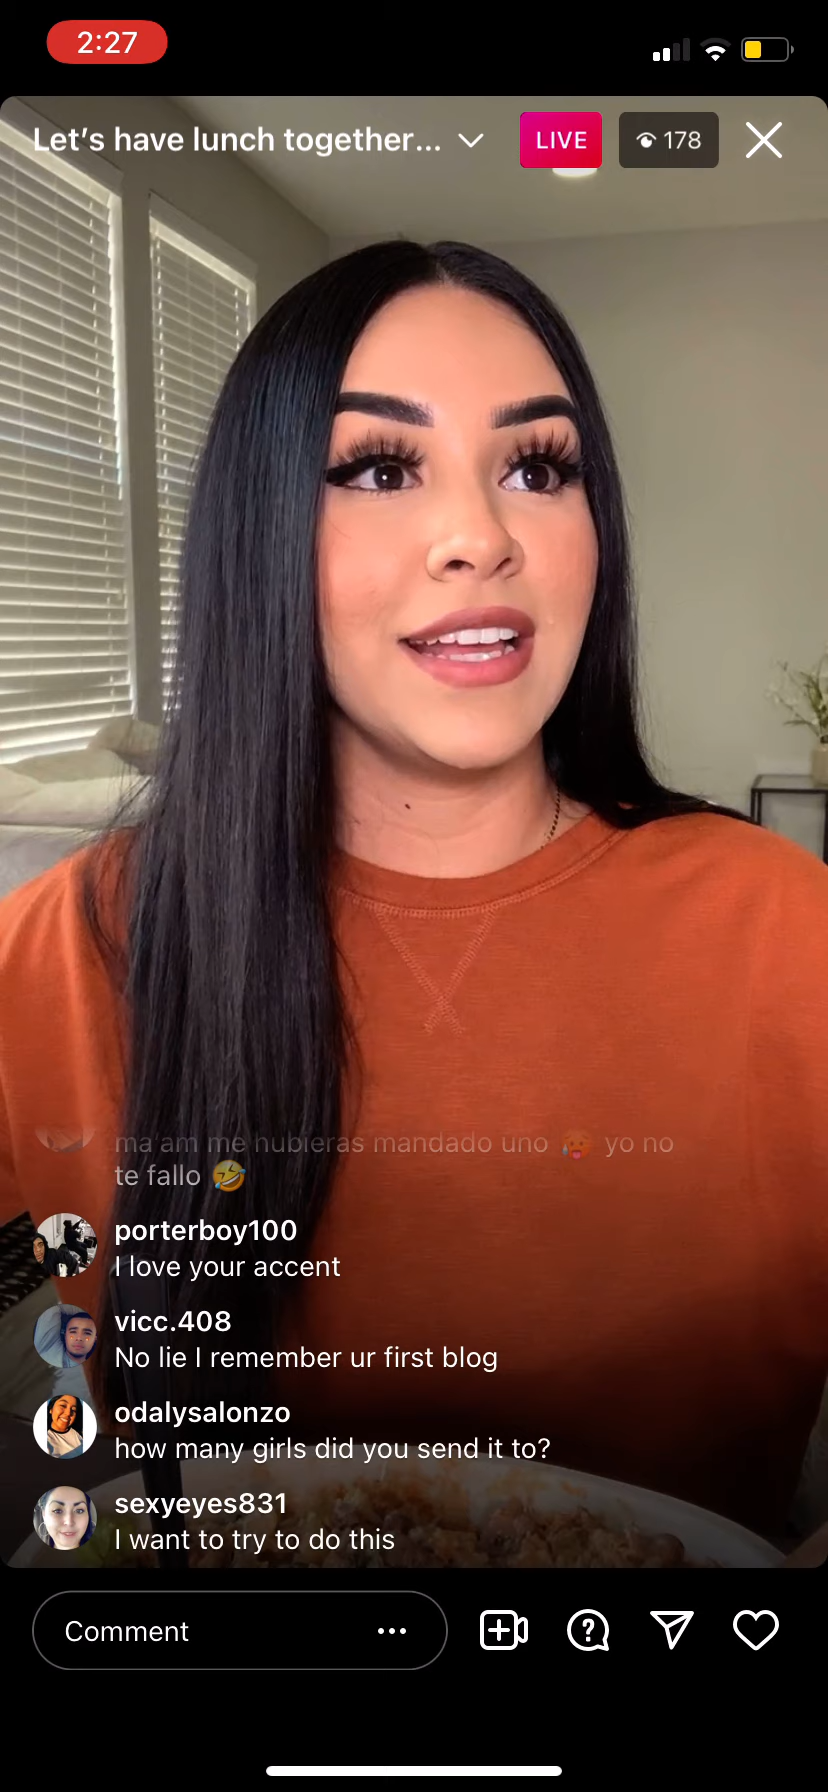 2:27
Let's have lunch together...
LIVE
178
ma'am me hubieras mandado uno 🥵 yo no
te fallo 🤣
porterboy100
I love your accent
vicc.408
No lie I remember ur first blog
odalysalonzo
how many girls did you send it to?
sexyeyes831
I want to try to do this
Comment